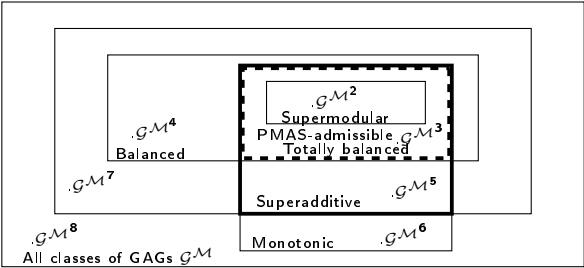 .𝒢ℳ²
Supermodular
.𝒢ℳ⁴
PMAS-admissible .𝒢ℳ³
Balanced
Totally balanced
.𝒢ℳ⁷
.𝒢ℳ⁵
Superadditive
.𝒢ℳ⁸
.𝒢ℳ⁶
Monotonic
All classes of GAGs 𝒢ℳ